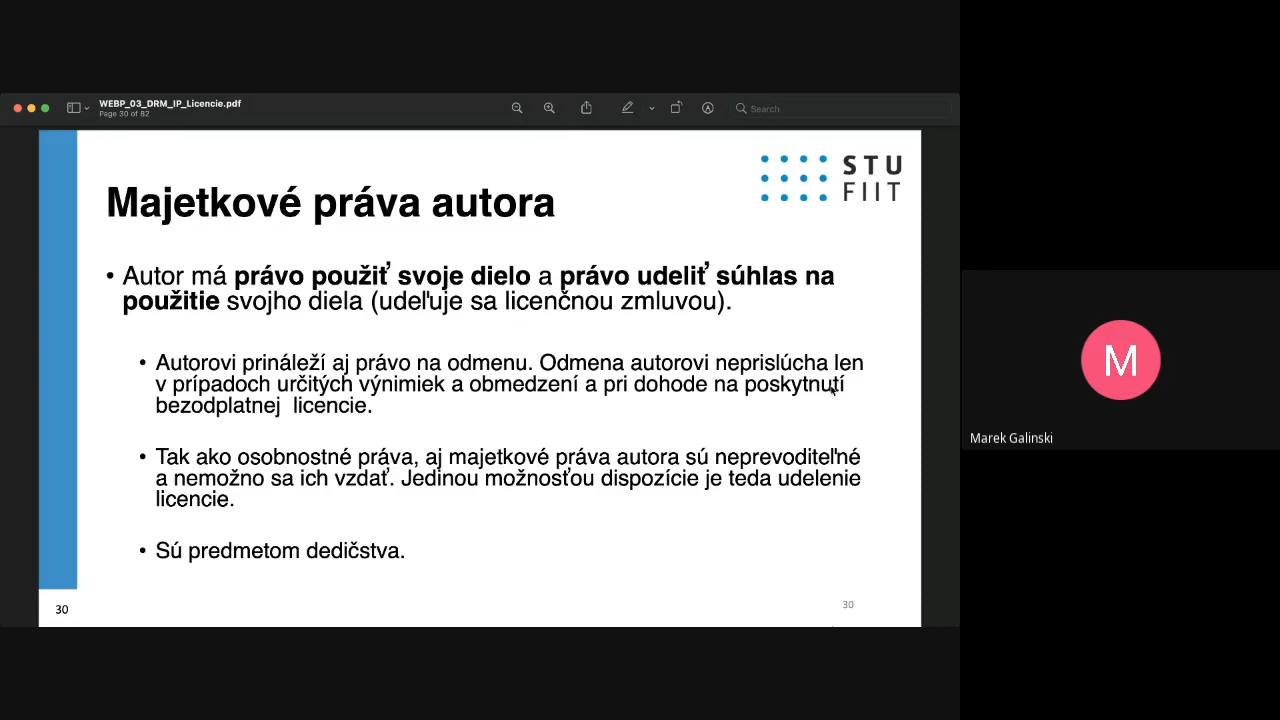 WEBP_03_DRM_IP_Licencie.pdf
Page 30 of 82
Search
STU
FIIT
Majetkové práva autora
• Autor má právo použiť svoje dielo a právo udeliť súhlas na
použitie svojho diela (udeľuje sa licenčnou zmluvou).
• Autorovi prináleží aj právo na odmenu. Odmena autorovi neprislúcha len
v prípadoch určitých výnimiek a obmedzení a pri dohode na poskytnutí
bezodplatnej licencie.
• Tak ako osobnostné práva, aj majetkové práva autora sú neprevoditeľné
a nemožno sa ich vzdať. Jedinou možnosťou dispozície je teda udelenie
licencie.
• Sú predmetom dedičstva.
30
30
M
Marek Galinski